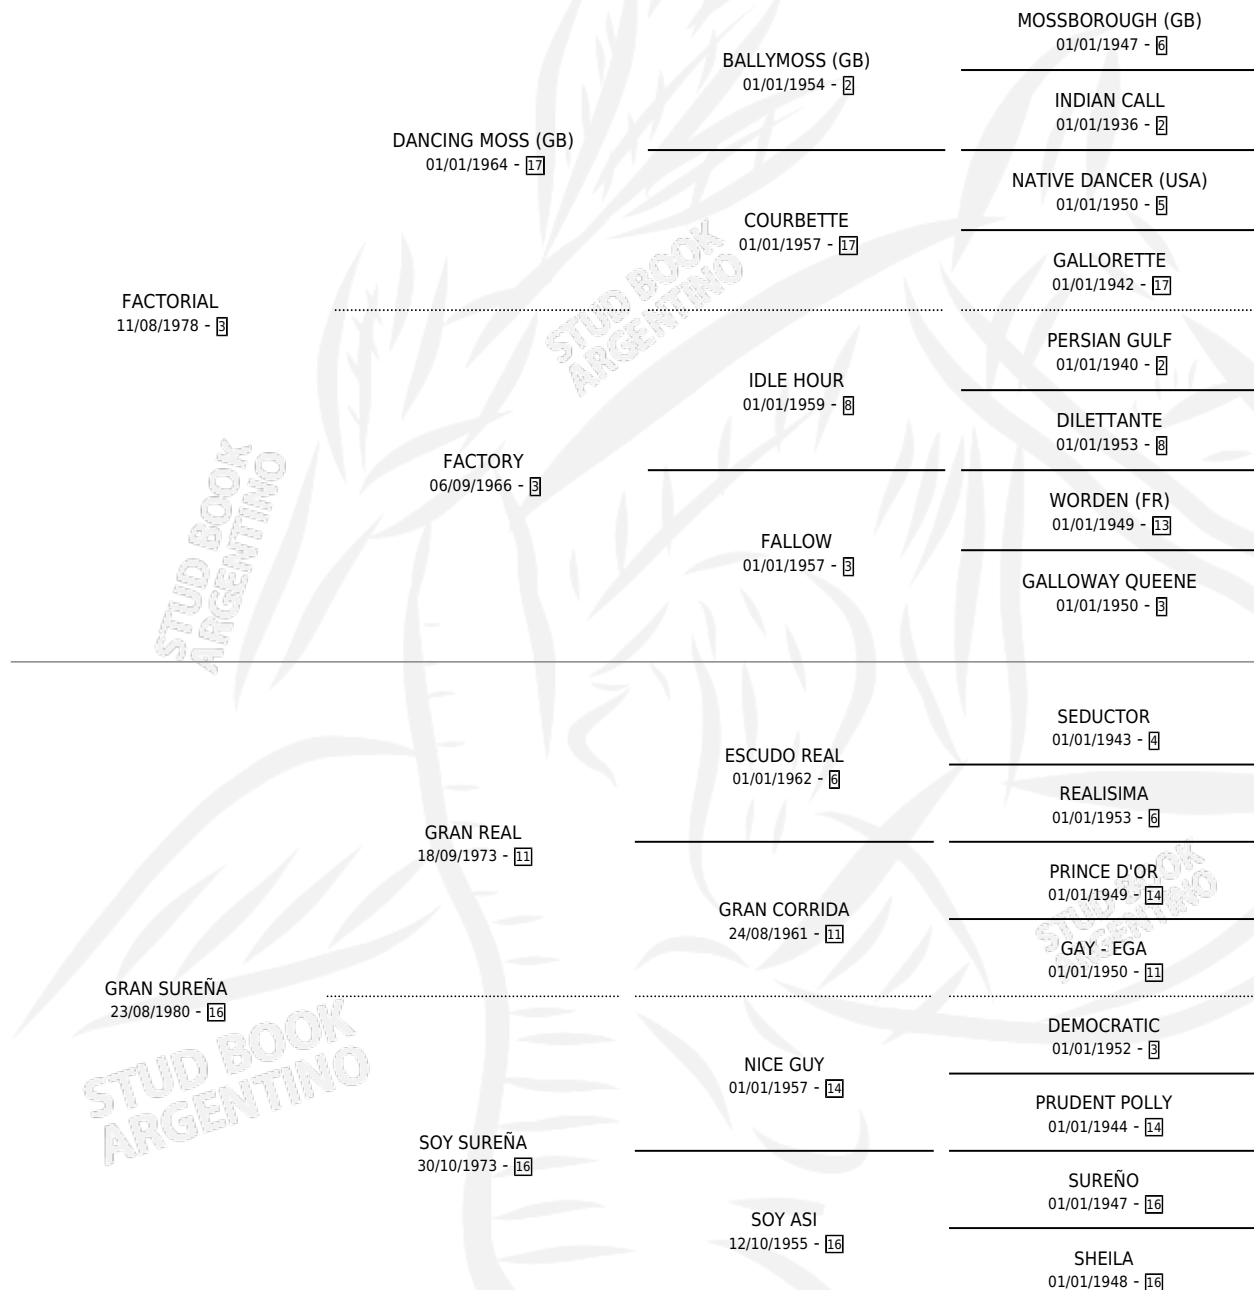 MOSSBOROUGH (GB)
01/01/1947 - 6
BALLYMOSS (GB)
01/01/1954 - 2
INDIAN CALL
01/01/1936 - 2
DANCING MOSS (GB)
01/01/1964 - 17
NATIVE DANCER (USA)
01/01/1950 - 5
COURBETTE
01/01/1957 - 17
GALLORETTE
01/01/1942 - 17
FACTORIAL
11/08/1978 - 3
PERSIAN GULF
01/01/1940 - 2
IDLE HOUR
01/01/1959 - 8
DILETTANTE
01/01/1953 - 8
FACTORY
06/09/1966 - 3
WORDEN (FR)
01/01/1949 - 13
FALLOW
01/01/1957 - 3
GALLOWAY QUEENE
01/01/1950 - 3
SEDUCTOR
01/01/1943 - 4
ESCUDO REAL
01/01/1962 - 6
REALISIMA
01/01/1953 - 6
GRAN REAL
18/09/1973 - 11
PRINCE D'OR
01/01/1949 - 14
GRAN CORRIDA
24/08/1961 - 11
GAY - EGA
01/01/1950 - 11
GRAN SUREÑA
23/08/1980 - 16
DEMOCRATIC
01/01/1952 - 3
NICE GUY
01/01/1957 - 14
PRUDENT POLLY
01/01/1944 - 14
SOY SUREÑA
30/10/1973 - 16
SUREÑO
01/01/1947 - 16
SOY ASI
12/10/1955 - 16
SHEILA
01/01/1948 - 16
STUD BOOK
ARGENTINO
STUD BOOK
ARGENTINO
STUD BOOK
ARGENTINO
STUD BOOK
ARGENTINO